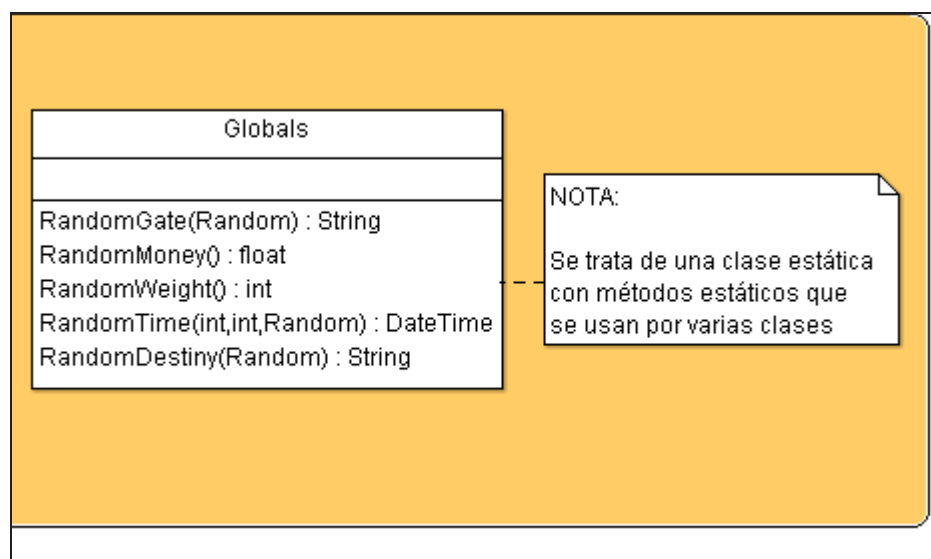 Globals
RandomGate(Random) : String
RandomMoney() : float
RandomWeight() : int
RandomTime(int,int,Random) : DateTime
RandomDestiny(Random) : String
NOTA:
Se trata de una clase estática
con métodos estáticos que
se usan por varias clases